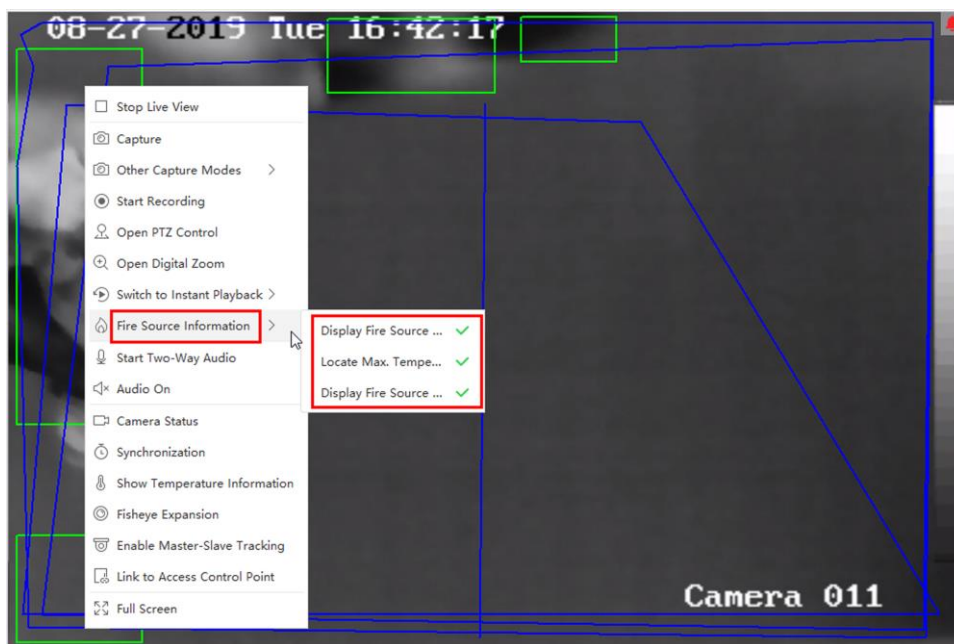 08-27-2019 Tue 16:42:17
Stop Live View
Capture
Other Capture Modes
Start Recording
Open PTZ Control
Open Digital Zoom
Switch to Instant Playback
Fire Source Information
Display Fire Source ...
Locate Max. Tempe...
Display Fire Source ...
Start Two-Way Audio
Audio On
Camera Status
Synchronization
Show Temperature Information
Fisheye Expansion
Enable Master-Slave Tracking
Link to Access Control Point
Full Screen
Camera 011